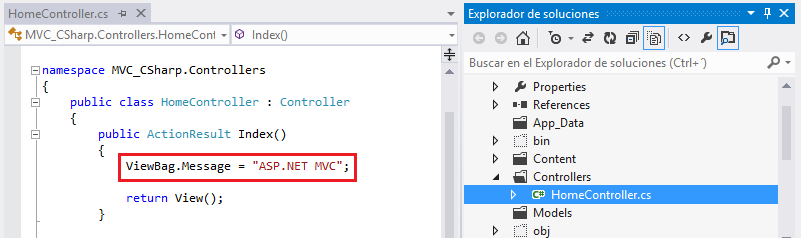 HomeController.cs
MVC_CSharp.Controllers.HomeCont
Index()
namespace MVC_CSharp.Controllers
{
public class HomeController : Controller
{
public ActionResult Index()
{
ViewBag.Message = "ASP.NET MVC";
return View();
}
Explorador de soluciones
Buscar en el Explorador de soluciones (Ctrl+´)
Properties
References
App_Data
bin
Content
Controllers
HomeController.cs
Models
obj